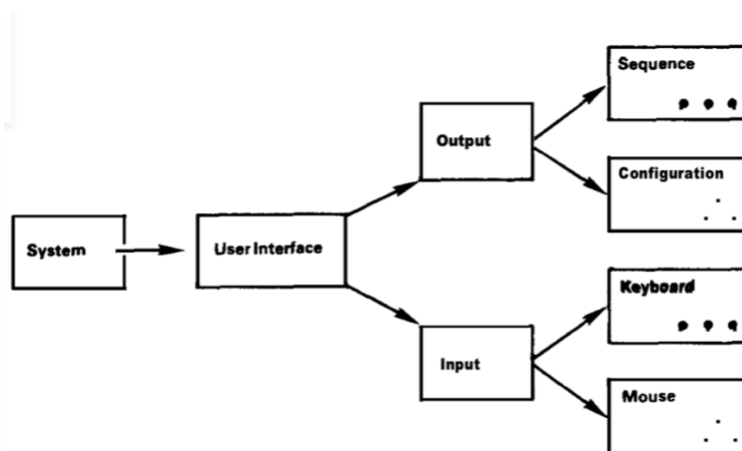 Sequence
Output
Configuration
System
User Interface
Keyboard
Input
Mouse